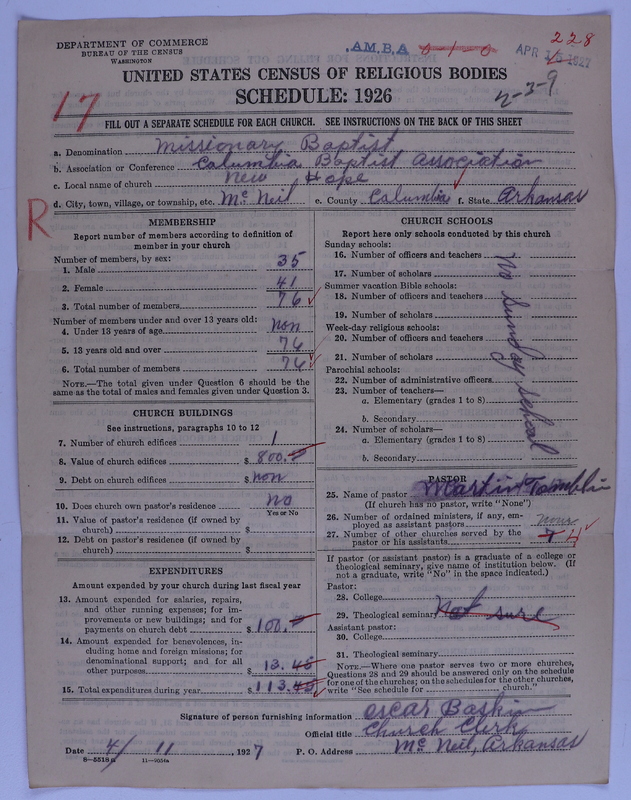 DEPARTMENT OF COMMERCE
BUREAU OF THE CENSUS
WASHINGTON
.A.M.B.A 0-1-0
APR 16 1927
228
UNITED STATES CENSUS OF RELIGIOUS BODIES
SCHEDULE: 1926
2-3-9
17
FILL OUT A SEPARATE SCHEDULE FOR EACH CHURCH. SEE INSTRUCTIONS ON THE BACK OF THIS SHEET
a. Denomination Missionary Baptist
b. Association or Conference Columbia Baptist Association
c. Local name of church New Hope
d. City, town, village, or township, etc. Mc Neil e. County Columbia f. State Arkansas
R
MEMBERSHIP
Report number of members according to definition of
member in your church
Number of members, by sex:
1. Male 35
2. Female 41
3. Total number of members 76
Number of members under and over 13 years old:
4. Under 13 years of age non
5. 13 years old and over 76
6. Total number of members 76
NOTE.—The total given under Question 6 should be
same as the total of males and females given under Question 3.
CHURCH BUILDINGS
See instructions, paragraphs 10 to 12
7. Number of church edifices 1
8. Value of church edifices $ 800.
9. Debt on church edifices $ non
10. Does church own pastor's residence no
Yes or No
11. Value of pastor's residence (if owned by
church) $
12. Debt on pastor's residence (if owned by
church) $
EXPENDITURES
Amount expended by your church during last fiscal year
13. Amount expended for salaries, repairs,
and other running expenses; for im-
provements or new buildings; and for
payments on church debt $ 100.
14. Amount expended for benevolences, in-
cluding home and foreign missions; for
denominational support; and for all
other purposes $ 13.45
15. Total expenditures during year $ 113.45
CHURCH SCHOOLS
Report here only schools conducted by this church
Sunday schools:
16. Number of officers and teachers
17. Number of scholars
Summer vacation Bible schools:
18. Number of officers and teachers
19. Number of scholars
Week-day religious schools:
20. Number of officers and teachers
21. Number of scholars
Parochial schools:
22. Number of administrative officers
23. Number of teachers—
a. Elementary (grades 1 to 8)
b. Secondary
24. Number of scholars—
a. Elementary (grades 1 to 8)
b. Secondary
No Sunday school
PASTOR
25. Name of pastor Martin Tomblin
(If church has no pastor, write "None")
26. Number of ordained ministers, if any, em-
ployed as assistant pastors None
27. Number of other churches served by the
pastor or his assistants
If pastor (or assistant pastor) is a graduate of a college or
theological seminary, give name of institution below. (If
not a graduate, write "No" in the space indicated.)
Pastor:
28. College
29. Theological seminary Not sure
Assistant pastor:
30. College
31. Theological seminary
NOTE.—Where one pastor serves two or more churches,
Questions 28 and 29 should be answered only on the schedule
for one of the churches; on the schedules for the other churches,
write "See schedule for church."
Signature of person furnishing information Oscar Baskin
Official title Church Clerk
Date 4/11, 1927 P. O. Address Mc Neil, Arkansas
8—5518a 11—9034a